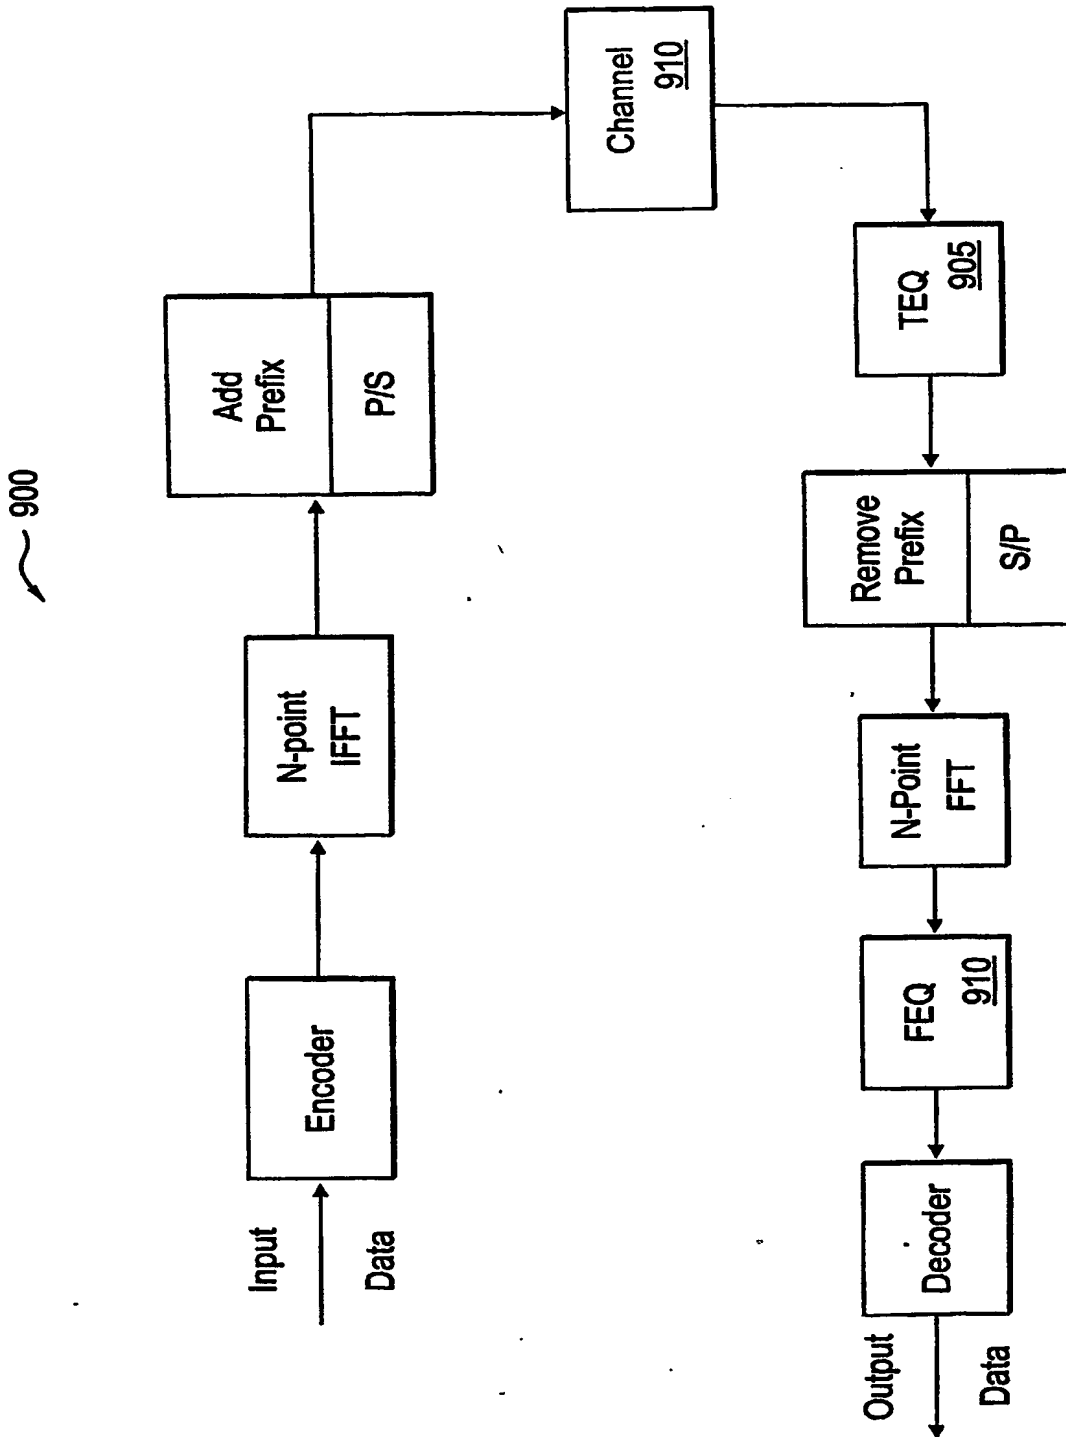 900
Input
Data
Encoder
N-point
IFFT
Add
Prefix
P/S
Channel
910
TEQ
905
Remove
Prefix
S/P
N-Point
FFT
FEQ
910
Decoder
Output
Data